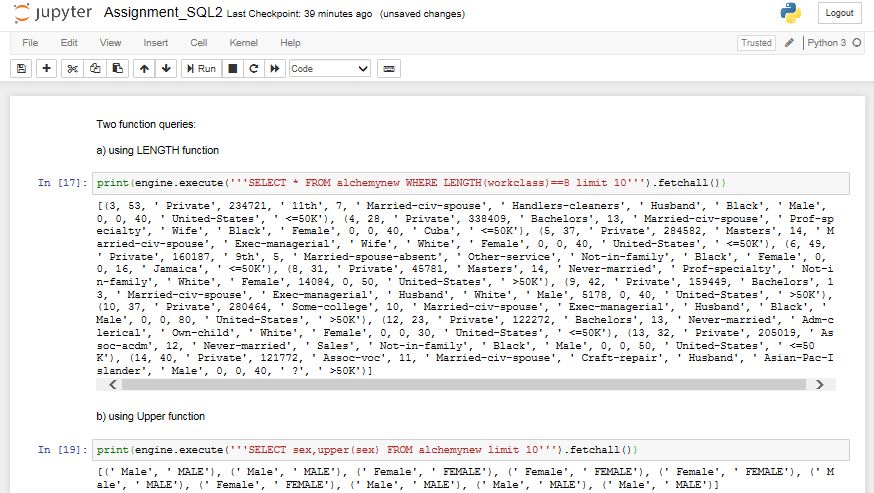 jupyter Assignment_SQL2 Last Checkpoint: 39 minutes ago (unsaved changes) Logout
File Edit View Insert Cell Kernel Help Trusted Python 3
Run Code
Two function queries:
a) using LENGTH function
In [17]: print(engine.execute('''SELECT * FROM alchemynew WHERE LENGTH(workclass)==8 limit 10''').fetchall())
[(3, 53, ' Private', 234721, ' 11th', 7, ' Married-civ-spouse', ' Handlers-cleaners', ' Husband', ' Black', ' Male',
0, 0, 40, ' United-States', ' <=50K'), (4, 28, ' Private', 338409, ' Bachelors', 13, ' Married-civ-spouse', ' Prof-sp
ecialty', ' Wife', ' Black', ' Female', 0, 0, 40, ' Cuba', ' <=50K'), (5, 37, ' Private', 284582, ' Masters', 14, ' M
arried-civ-spouse', ' Exec-managerial', ' Wife', ' White', ' Female', 0, 0, 40, ' United-States', ' <=50K'), (6, 49,
' Private', 160187, ' 9th', 5, ' Married-spouse-absent', ' Other-service', ' Not-in-family', ' Black', ' Female', 0,
0, 16, ' Jamaica', ' <=50K'), (8, 31, ' Private', 45781, ' Masters', 14, ' Never-married', ' Prof-specialty', ' Not-i
n-family', ' White', ' Female', 14084, 0, 50, ' United-States', ' >50K'), (9, 42, ' Private', 159449, ' Bachelors', 1
3, ' Married-civ-spouse', ' Exec-managerial', ' Husband', ' White', ' Male', 5178, 0, 40, ' United-States', ' >50K'),
(10, 37, ' Private', 280464, ' Some-college', 10, ' Married-civ-spouse', ' Exec-managerial', ' Husband', ' Black', '
Male', 0, 0, 80, ' United-States', ' >50K'), (12, 23, ' Private', 122272, ' Bachelors', 13, ' Never-married', ' Adm-c
lerical', ' Own-child', ' White', ' Female', 0, 0, 30, ' United-States', ' <=50K'), (13, 32, ' Private', 205019, ' As
soc-acdm', 12, ' Never-married', ' Sales', ' Not-in-family', ' Black', ' Male', 0, 0, 50, ' United-States', ' <=50
K'), (14, 40, ' Private', 121772, ' Assoc-voc', 11, ' Married-civ-spouse', ' Craft-repair', ' Husband', ' Asian-Pac-I
slander', ' Male', 0, 0, 40, ' ?', ' >50K')]
b) using Upper function
In [19]: print(engine.execute('''SELECT sex,upper(sex) FROM alchemynew limit 10''').fetchall())
[(' Male', ' MALE'), (' Male', ' MALE'), (' Female', ' FEMALE'), (' Female', ' FEMALE'), (' Female', ' FEMALE'), (' M
ale', ' MALE'), (' Female', ' FEMALE'), (' Male', ' MALE'), (' Male', ' MALE'), (' Male', ' MALE')]